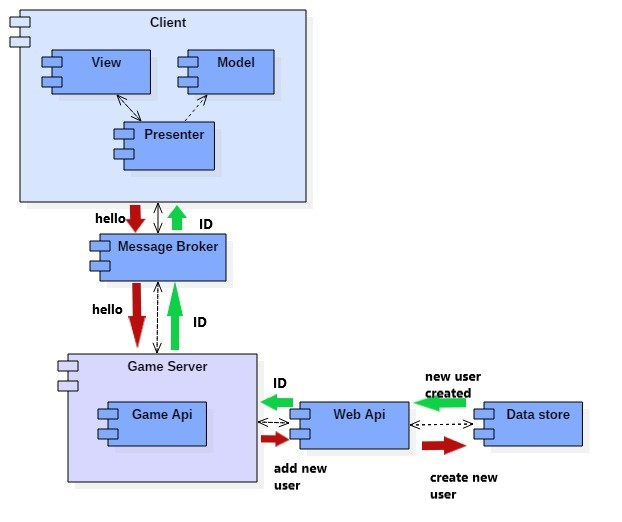 Client
View
Model
Presenter
hello
ID
Message Broker
hello
ID
Game Server
Game Api
ID
new user
created
Web Api
Data store
add new
user
create new
user